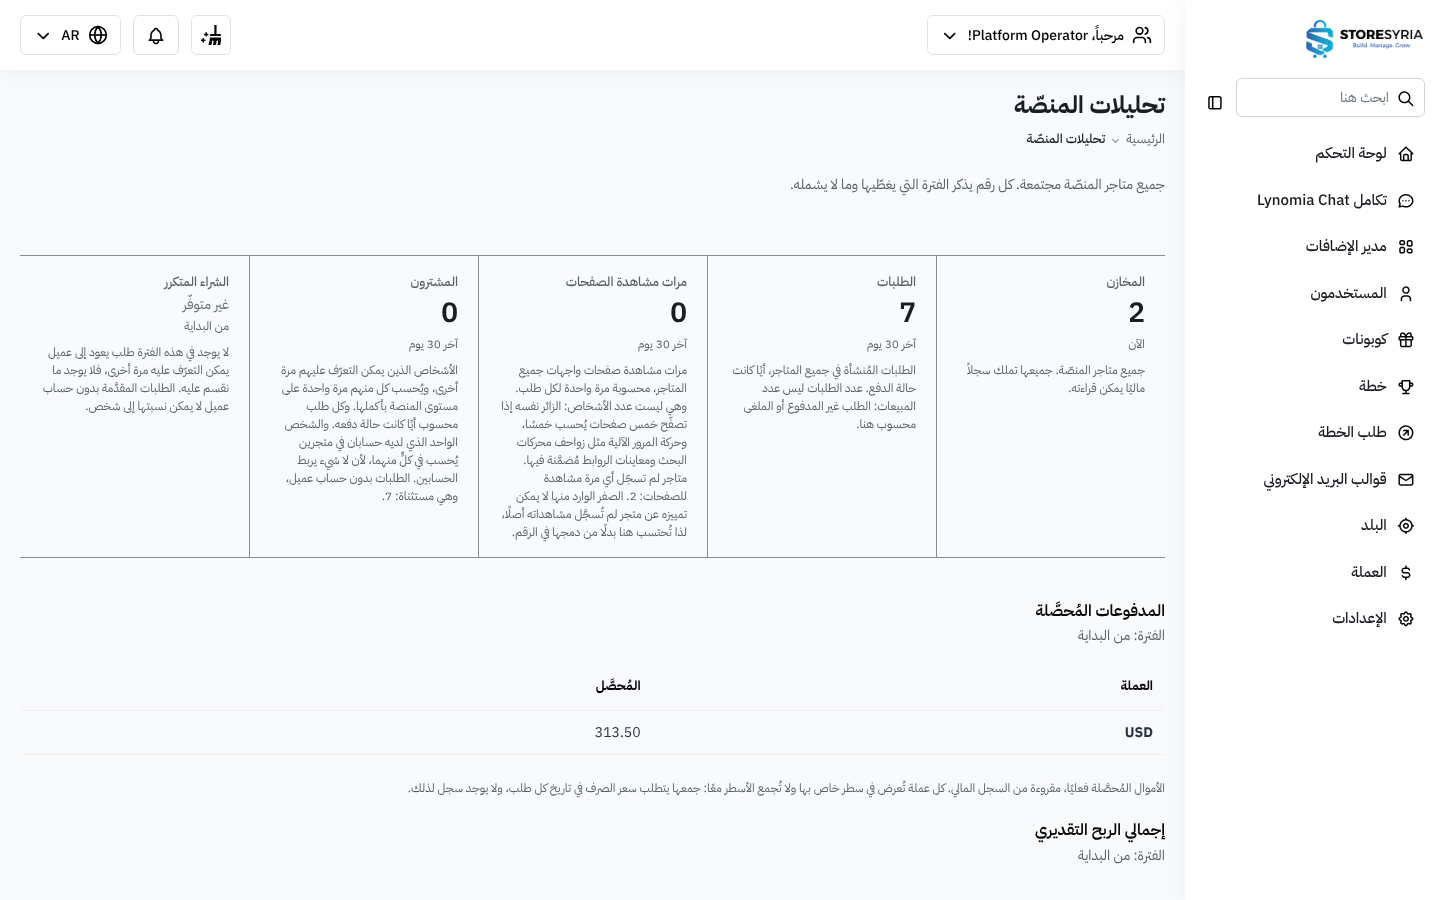 STORESYRIA
Build. Manage. Grow
ابحث هنا
لوحة التحكم
تكامل Lynomia Chat
مدير الإضافات
المستخدمون
كوبونات
خطة
طلب الخطة
قوالب البريد الإلكتروني
البلد
العملة
الإعدادات
مرحباً، Platform Operator!
AR
تحليلات المنصّة
الرئيسية
تحليلات المنصّة
جميع متاجر المنصّة مجتمعة. كل رقم يذكر الفترة التي يغطّيها وما لا يشمله.
المخازن
2
الآن
جميع متاجر المنصّة. جميعها تملك سجلاً
ماليًا يمكن قراءته.
الطلبات
7
آخر 30 يوم
الطلبات المُنشأة في جميع المتاجر، أيًا كانت
حالة الدفع. عدد الطلبات ليس عدد
المبيعات: الطلب غير المدفوع أو الملغى
محسوب هنا.
مرات مشاهدة الصفحات
0
آخر 30 يوم
مرات مشاهدة صفحات واجهات جميع
المتاجر، محسوبة مرة واحدة لكل طلب.
وهي ليست عدد الأشخاص: الزائر نفسه إذا
تصفّح خمس صفحات يُحسب خمسًا،
وحركة المرور الآلية مثل زواحف محركات
البحث ومعاينات الروابط مُضمَّنة فيها.
متاجر لم تسجّل أي مرة مشاهدة
للصفحات: 2. الصفر الوارد منها لا يمكن
تمييزه عن متجر لم تُسجَّل مشاهداته أصلًا،
لذا تُحتسب هنا بدلًا من دمجها في الرقم.
المشترون
0
آخر 30 يوم
الأشخاص الذين يمكن التعرّف عليهم مرة
أخرى، ويُحسب كل منهم مرة واحدة على
مستوى المنصة بأكملها. وكل طلب
محسوب أيًا كانت حالة دفعه. والشخص
الواحد الذي لديه حسابان في متجرين
يُحسب في كلٍّ منهما، لأن لا شيء يربط
الحسابين. الطلبات بدون حساب عميل،
وهي مستثناة: 7.
الشراء المتكرر
غير متوفّر
من البداية
لا يوجد في هذه الفترة طلب يعود إلى عميل
يمكن التعرّف عليه مرة أخرى، فلا يوجد ما
نقسم عليه. الطلبات المقدَّمة بدون حساب
عميل لا يمكن نسبتها إلى شخص.
المدفوعات المُحصَّلة
الفترة: من البداية
العملة
المُحصَّل
USD
313.50
الأموال المُحصَّلة فعليًا، مقروءة من السجل المالي. كل عملة تُعرض في سطر خاص بها ولا تُجمع الأسطر معًا: جمعها يتطلب سعر الصرف في تاريخ كل طلب، ولا يوجد سجل لذلك.
إجمالي الربح التقديري
الفترة: من البداية